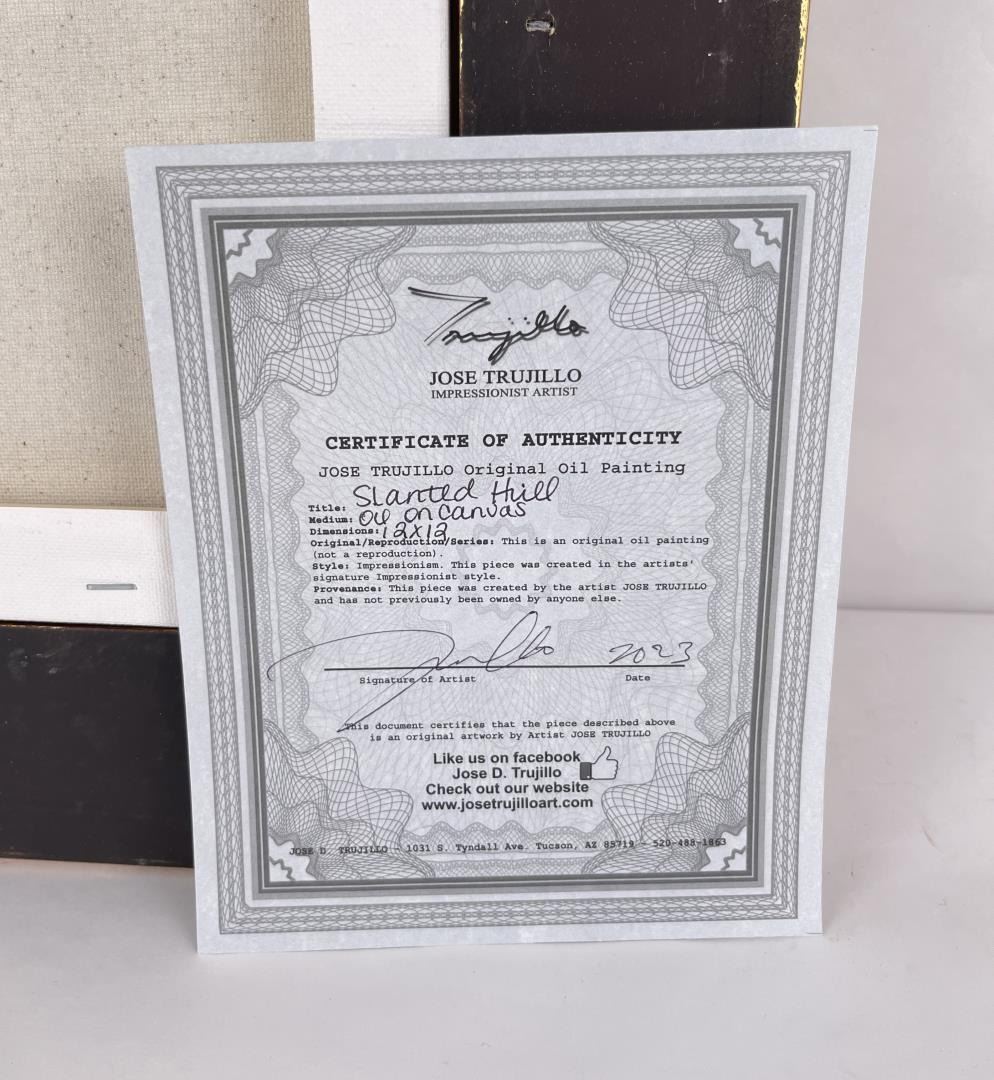 Trujillo
JOSE TRUJILLO
IMPRESSIONIST ARTIST
CERTIFICATE OF AUTHENTICITY
JOSE TRUJILLO Original Oil Painting
Title: Slanted Hill
Medium: Oil on Canvas
Dimensions: 12x12
Original/Reproduction/Series: This is an original oil painting
(not a reproduction).
Style: Impressionism. This piece was created in the artists'
signature Impressionist style.
Provenance: This piece was created by the artist JOSE TRUJILLO
and has not previously been owned by anyone else.
Trujillo 2023
Signature of Artist Date
This document certifies that the piece described above
is an original artwork by Artist JOSE TRUJILLO
Like us on facebook
Jose D. Trujillo
Check out our website
www.josetrujilloart.com
JOSE D. TRUJILLO - 1031 S. Tyndall Ave. Tucson, AZ 85719 - 520-488-1863